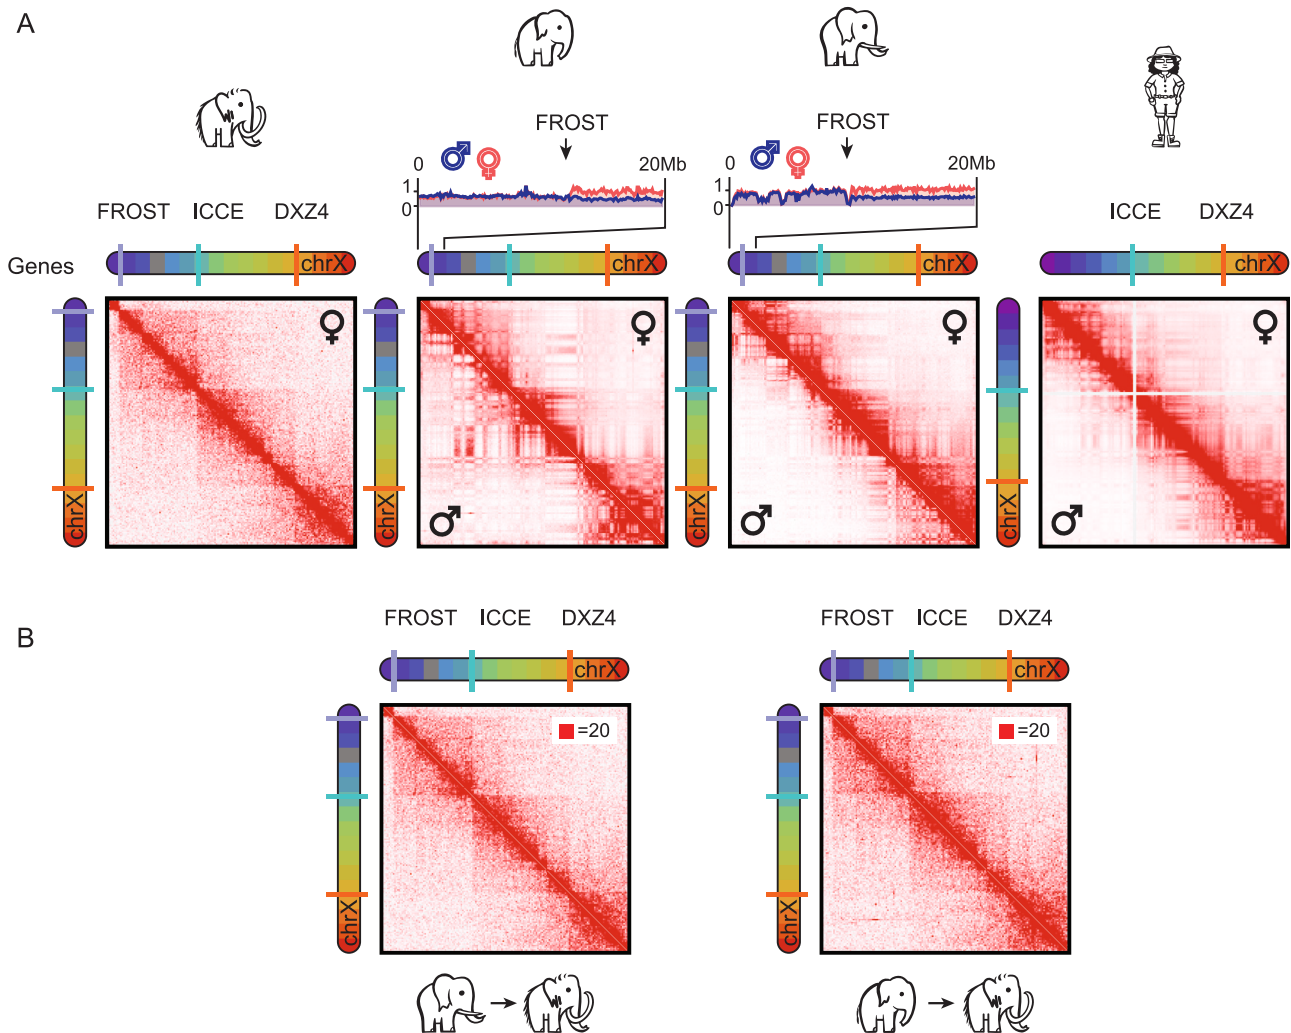 A
FROST
FROST
0
20Mb
0
20Mb
1
0
1
0
FROST ICCE DXZ4
ICCE DXZ4
Genes
chrX
chrX
chrX
chrX
♀
♀
♀
♀
♂
♂
♂
chrX
chrX
chrX
chrX
B
FROST ICCE DXZ4
FROST ICCE DXZ4
chrX
chrX
=20
=20
chrX
chrX